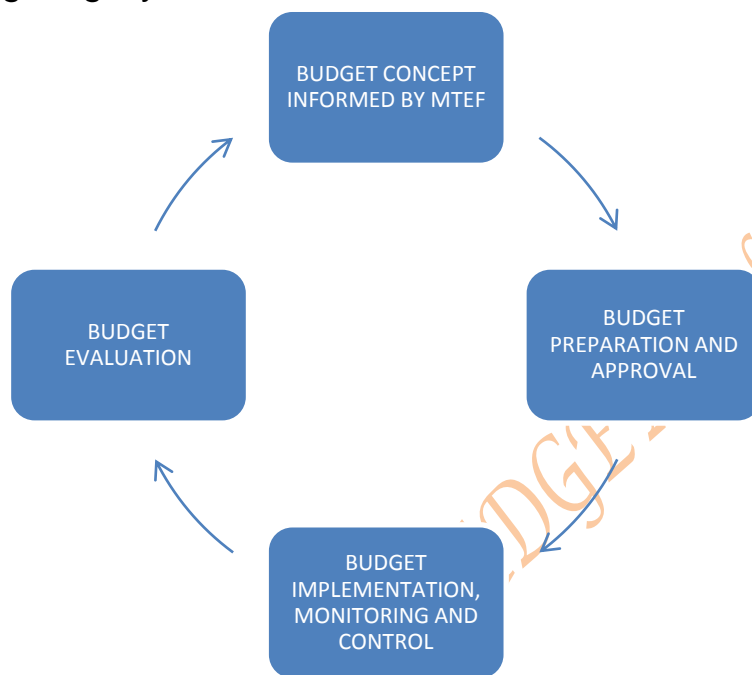 BUDGET CONCEPT
INFORMED BY MTEF
BUDGET
PREPARATION AND
APPROVAL
BUDGET
EVALUATION
BUDGET
IMPLEMENTATION,
MONITORING AND
CONTROL